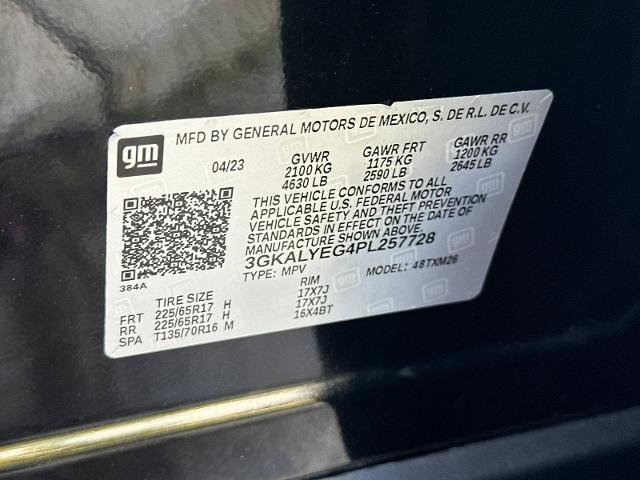 gm
MFD BY GENERAL MOTORS DE MEXICO, S. DE R.L. DE C.V.
04/23 GVWR GAWR FRT GAWR RR
2100 KG 1175 KG 1200 KG
4630 LB 2590 LB 2645 LB
THIS VEHICLE CONFORMS TO ALL
APPLICABLE U.S. FEDERAL MOTOR
VEHICLE SAFETY AND THEFT PREVENTION
STANDARDS IN EFFECT ON THE DATE OF
MANUFACTURE SHOWN ABOVE.
3GKALYEG4PL257728
384A
TYPE: MPV MODEL: 48TXM26
TIRE SIZE RIM
FRT 225/65R17 H 17X7J
RR 225/65R17 H 17X7J
SPA T135/70R16 M 16X4BT